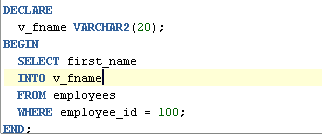 DECLARE
v_fname VARCHAR2(20);
BEGIN
SELECT first_name
INTO v_fname
FROM employees
WHERE employee_id = 100;
END;